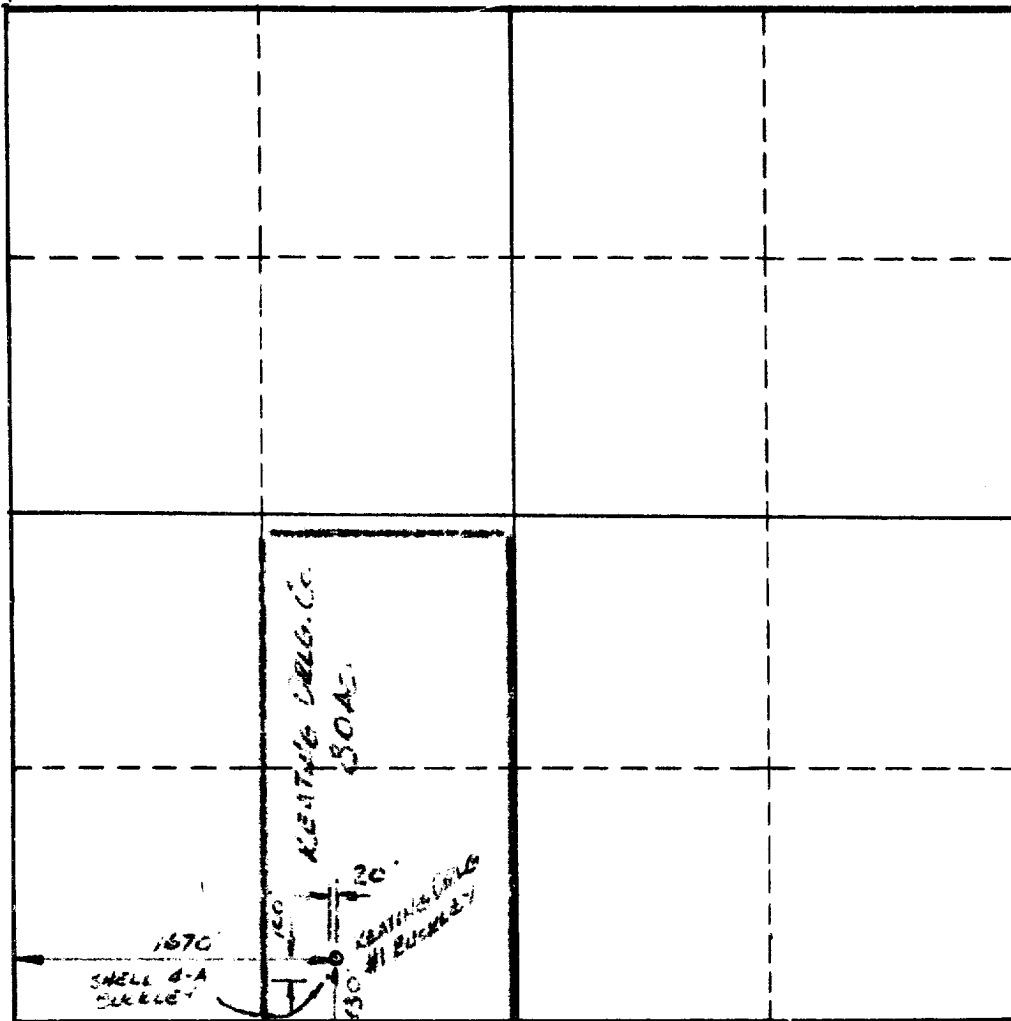 KEATING DRLG. Co.
80 AC.
20'
KEATING DRLG
#1 BUCKLEY
1670'
SHELL 4-A
BUCKLEY